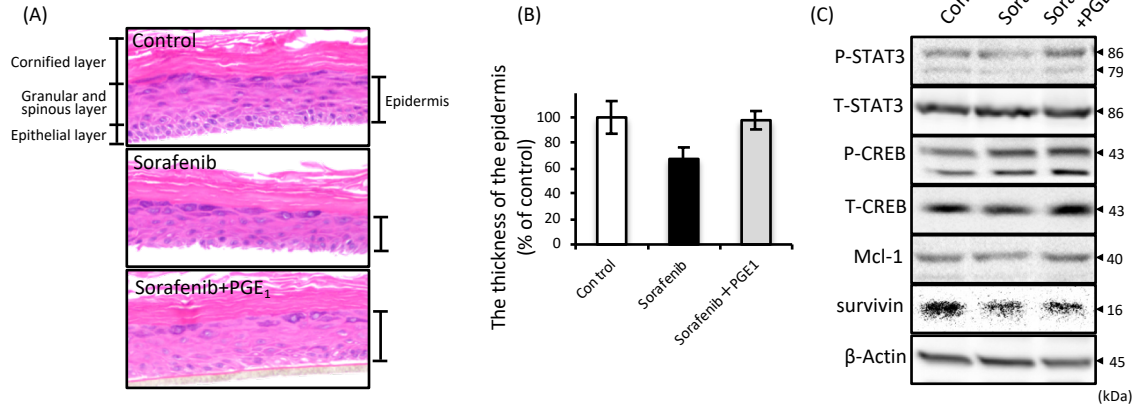 (A)
Control
Cornified layer
Granular and
spinous layer
Epithelial layer
Epidermis
Sorafenib
Sorafenib+PGE₁
(B)
The thickness of the epidermis
(% of control)
100
80
60
40
20
0
Control
Sorafenib
Sorafenib+PGE1
(C)
P-STAT3
86
79
T-STAT3
86
P-CREB
43
T-CREB
43
Mcl-1
40
survivin
16
β-Actin
45
(kDa)